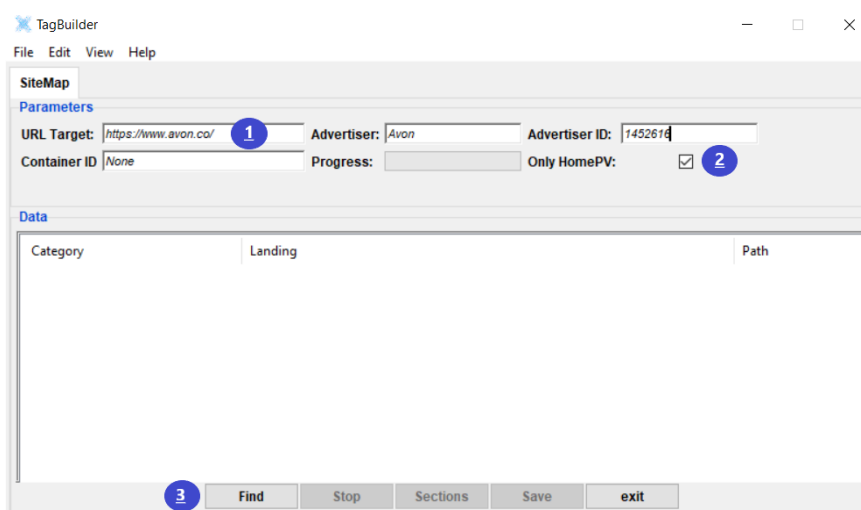 TagBuilder
File Edit View Help
SiteMap
Parameters
URL Target: https://www.avon.co/ 1 Advertiser: Avon Advertiser ID: 1452616
Container ID None Progress: Only HomePV: 2
Data
Category Landing Path
3 Find Stop Sections Save exit